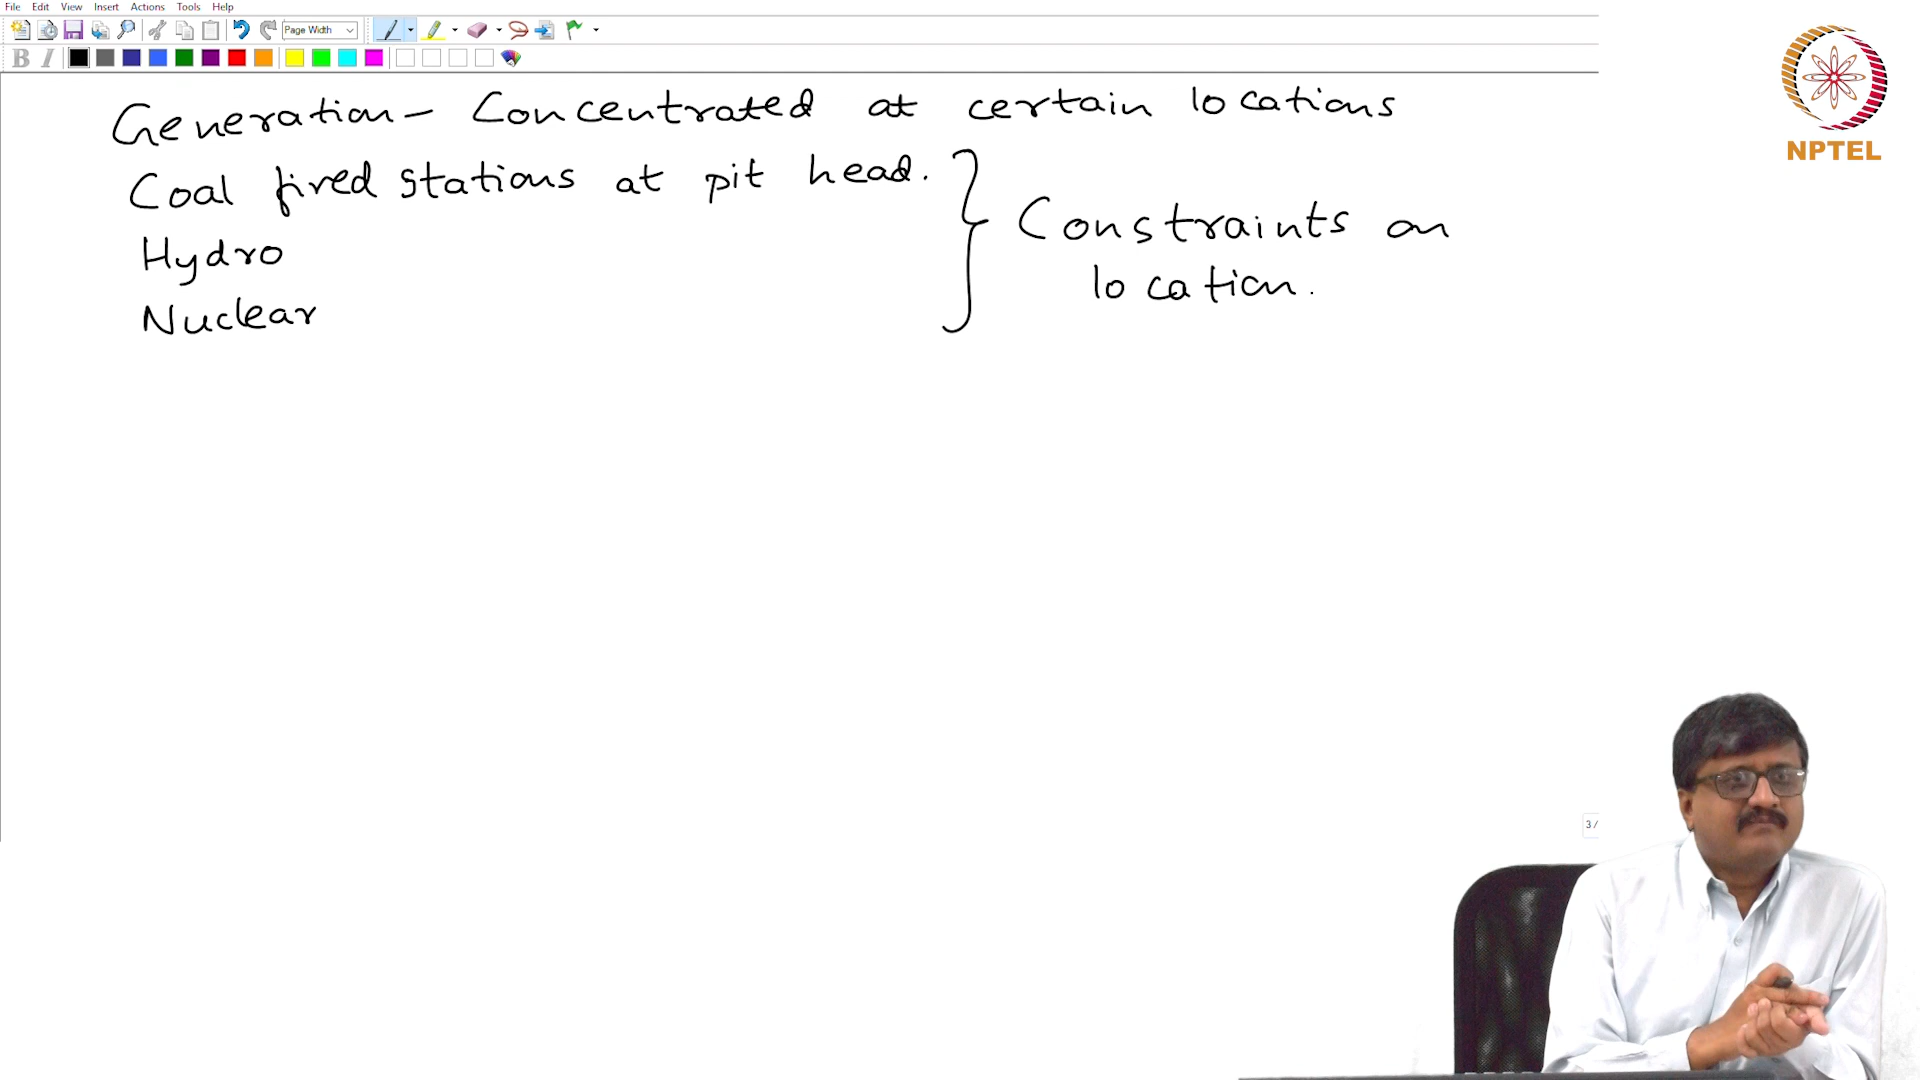 File Edit View Insert Actions Tools Help
Page Width
B I
NPTEL
Generation - Concentrated at certain locations
Coal fired stations at pit head.
Hydro
Nuclear
Constraints on
location.
3 /